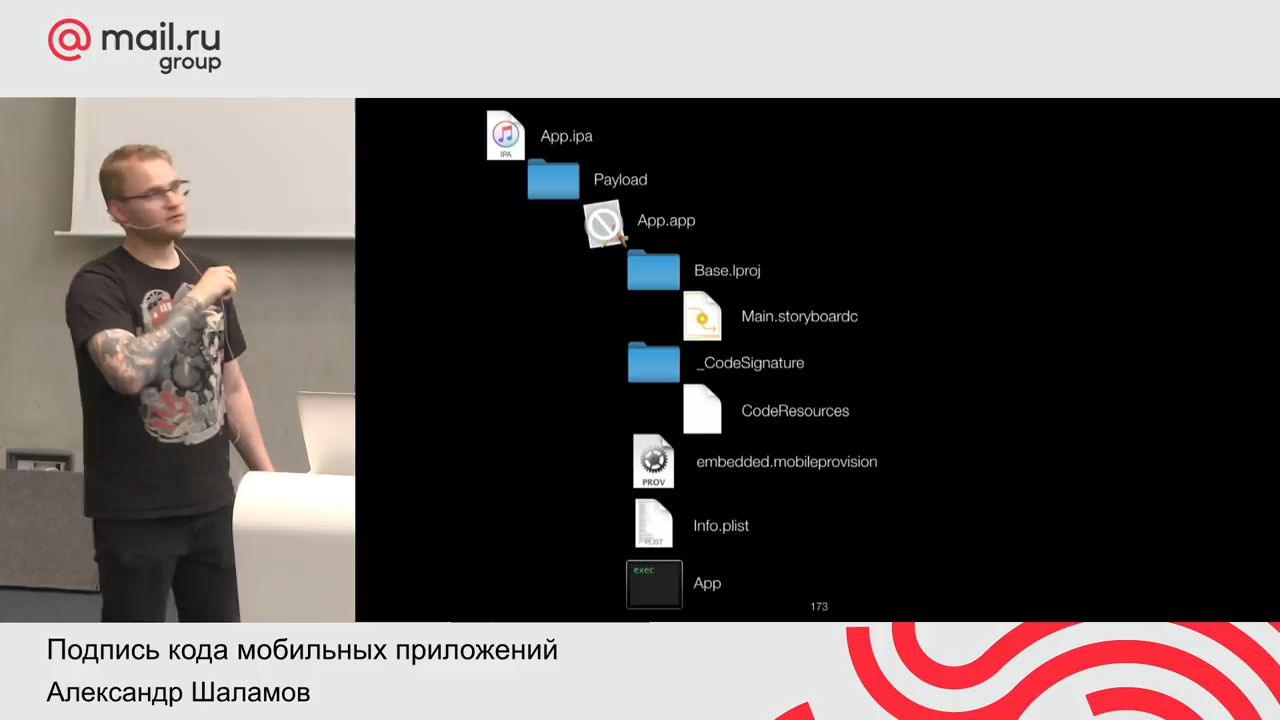 @mail.ru
group
App.ipa
IPA
Payload
App.app
Base.lproj
Main.storyboardc
_CodeSignature
CodeResources
embedded.mobileprovision
PROV
Info.plist
PLIST
exec
App
173
Подпись кода мобильных приложений
Александр Шаламов